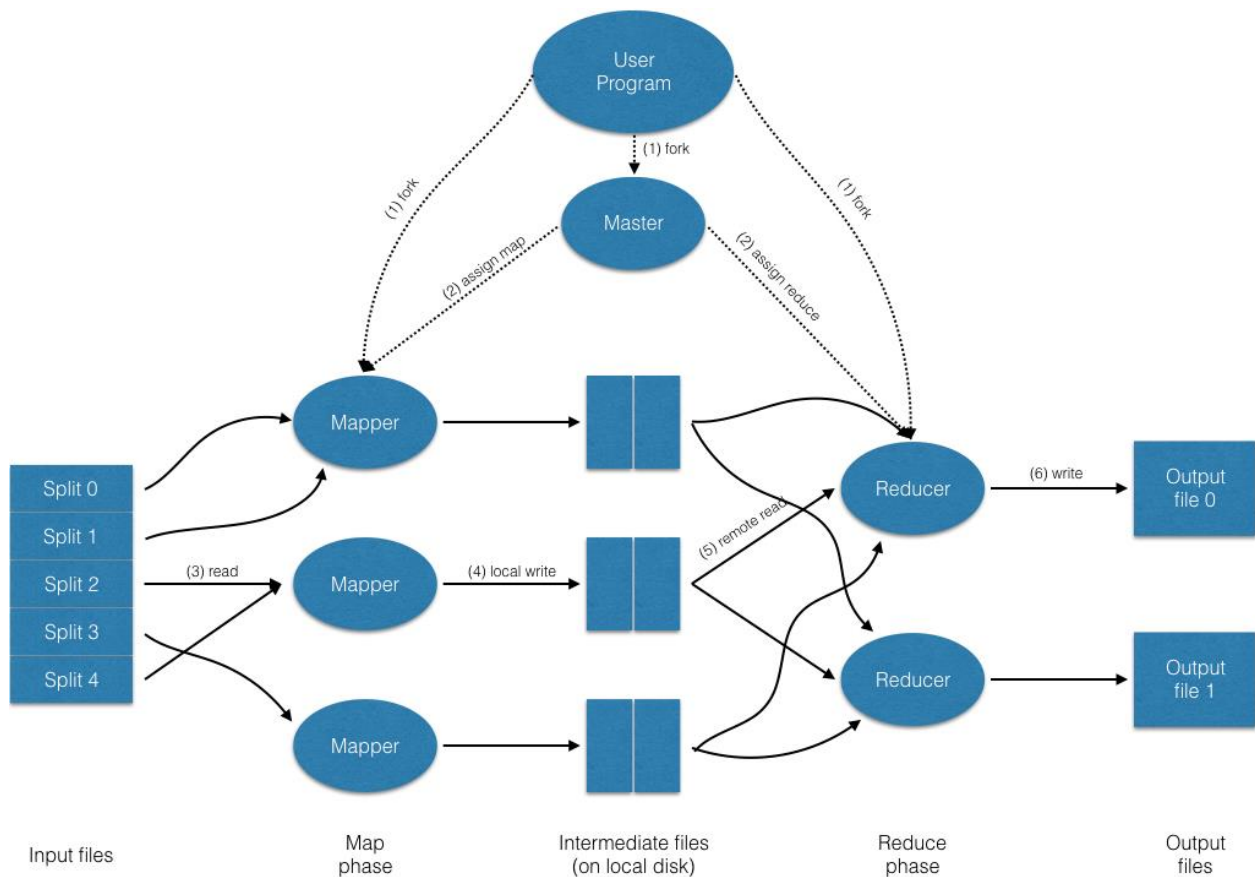 User
Program
(1) fork
(1) fork
(1) fork
Master
(2) assign map
(2) assign reduce
Mapper
Split 0
Split 1
Split 2
Split 3
Split 4
(3) read
Mapper
(4) local write
(5) remote read
Reducer
(6) write
Output
file 0
Mapper
Reducer
Output
file 1
Input files
Map
phase
Intermediate files
(on local disk)
Reduce
phase
Output
files